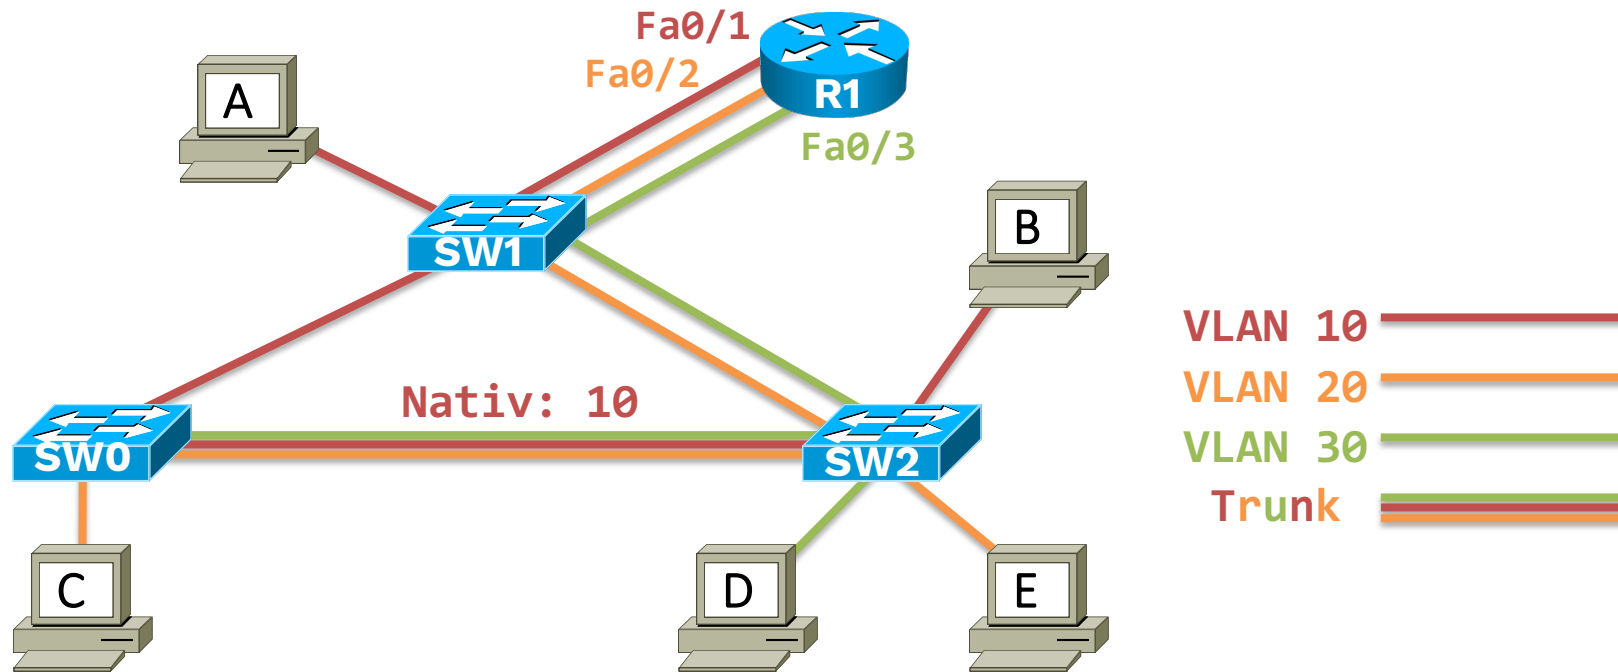 Fa0/1
Fa0/2
R1
A
Fa0/3
SW1
B
VLAN 10
VLAN 20
Nativ: 10
VLAN 30
SW0
SW2
Trunk
C
D
E